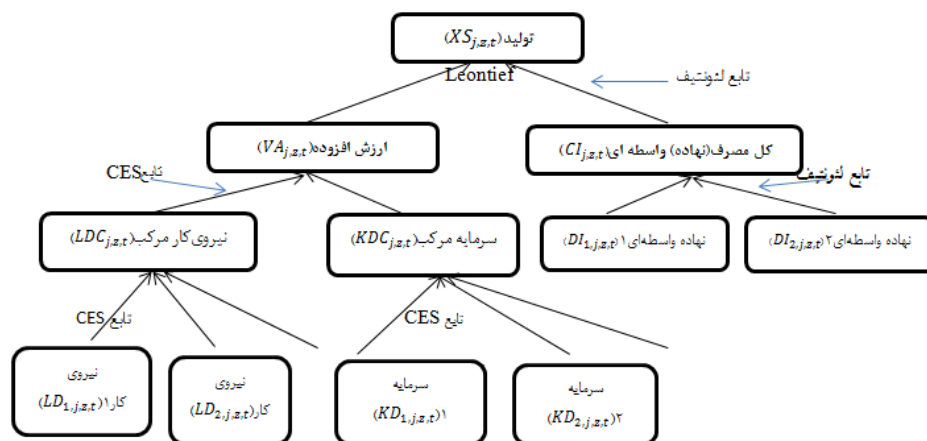 تولید(XS_{j,z,t})
Leontief
تابع لئونتیف
ارزش افزوده(VA_{j,z,t})
کل مصرف(نهاده) واسطه ای(CI_{j,z,t})
تابعCES
تابع لئونتیف
نیروی‌کار مرکب(LDC_{j,z,t})
سرمایه مرکب(KDC_{j,z,t})
نهاده واسطه‌ای۱(DI_{1,j,z,t})
نهاده واسطه‌ای۲(DI_{2,j,z,t})
تابع CES
تابع CES
نیروی
کار۱(LD_{1,j,z,t})
نیروی
کار(LD_{2,j,z,t})
سرمایه
۱(KD_{1,j,z,t})
سرمایه
۲(KD_{2,j,z,t})